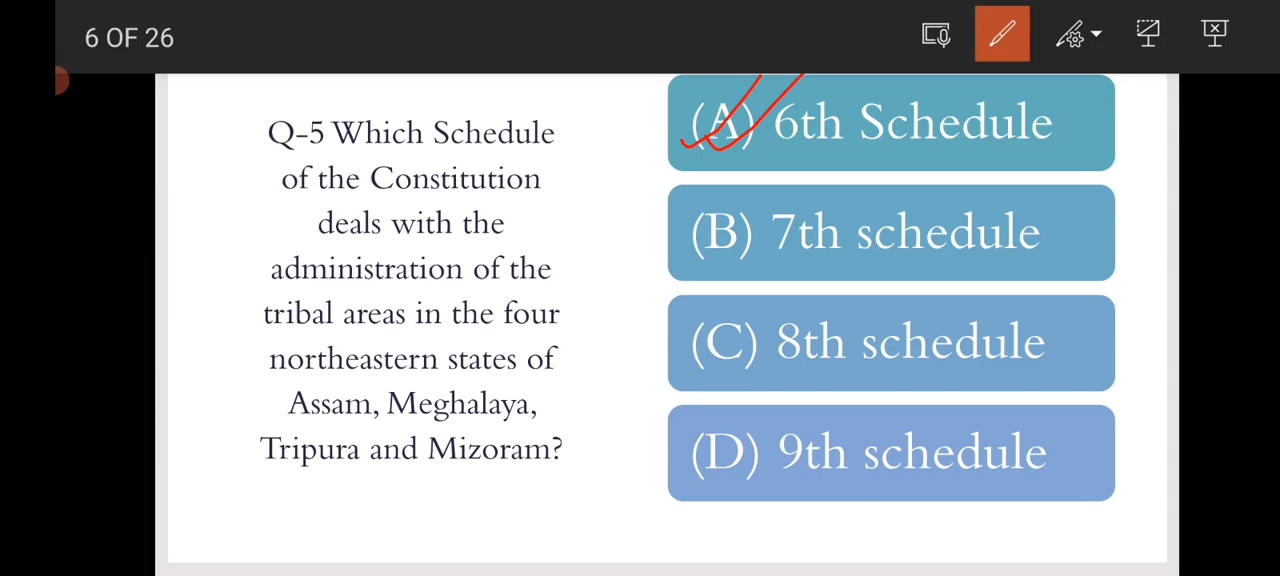 6 OF 26
Q-5 Which Schedule
of the Constitution
deals with the
administration of the
tribal areas in the four
northeastern states of
Assam, Meghalaya,
Tripura and Mizoram?
(A) 6th Schedule
(B) 7th schedule
(C) 8th schedule
(D) 9th schedule